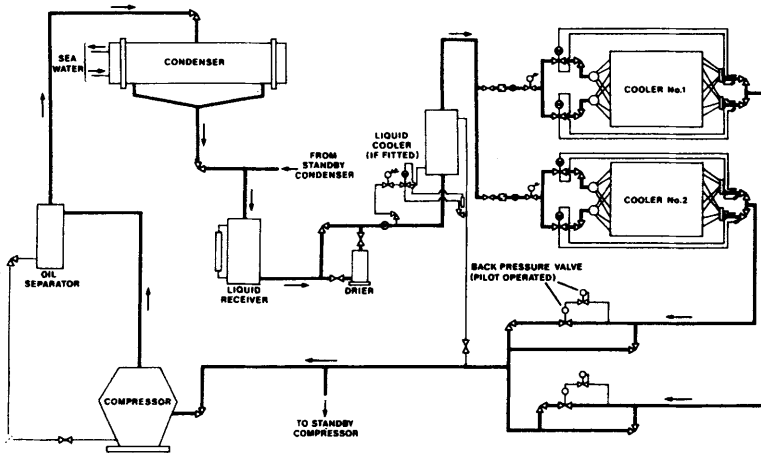 SEA
WATER
CONDENSER
FROM
STANDBY
CONDENSER
LIQUID
COOLER
(IF FITTED)
COOLER No.1
COOLER No.2
OIL
SEPARATOR
LIQUID
RECEIVER
DRIER
BACK PRESSURE VALVE
(PILOT OPERATED)
COMPRESSOR
TO STANDBY
COMPRESSOR